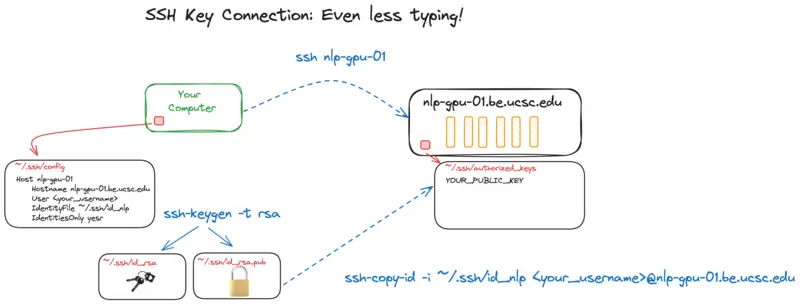 SSH Key Connection: Even less typing!
ssh nlp-gpu-01
Your
Computer
nlp-gpu-01.be.ucsc.edu
~/.ssh/config
Host nlp-gpu-01
Hostname nlp-gpu-01.be.ucsc.edu
User <your_username>
IdentityFile ~/.ssh/id_nlp
IdentitiesOnly yesr
~/.ssh/authorized_keys
YOUR_PUBLIC_KEY
ssh-keygen -t rsa
~/.ssh/id_rsa
~/.ssh/id_rsa.pub
ssh-copy-id -i ~/.ssh/id_nlp <your_username>@nlp-gpu-01.be.ucsc.edu